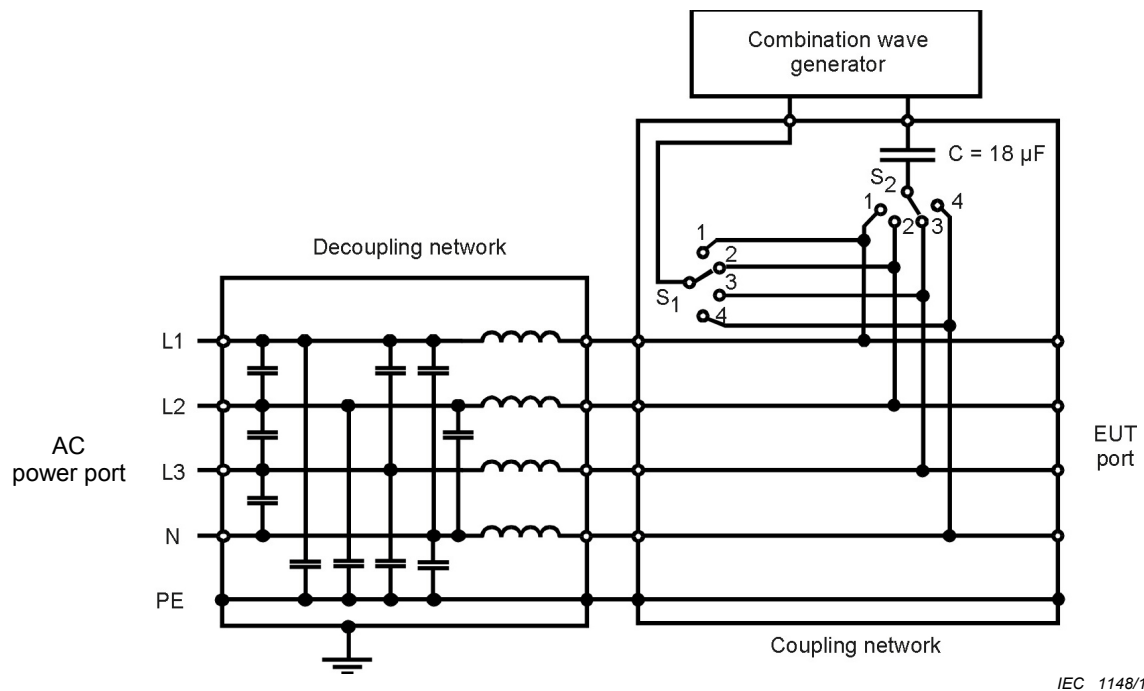 Combination wave
generator
C = 18 µF
S2
1
2
3
4
1
2
3
4
S1
Decoupling network
L1
L2
L3
N
PE
AC
power port
EUT
port
Coupling network
IEC 1148/1